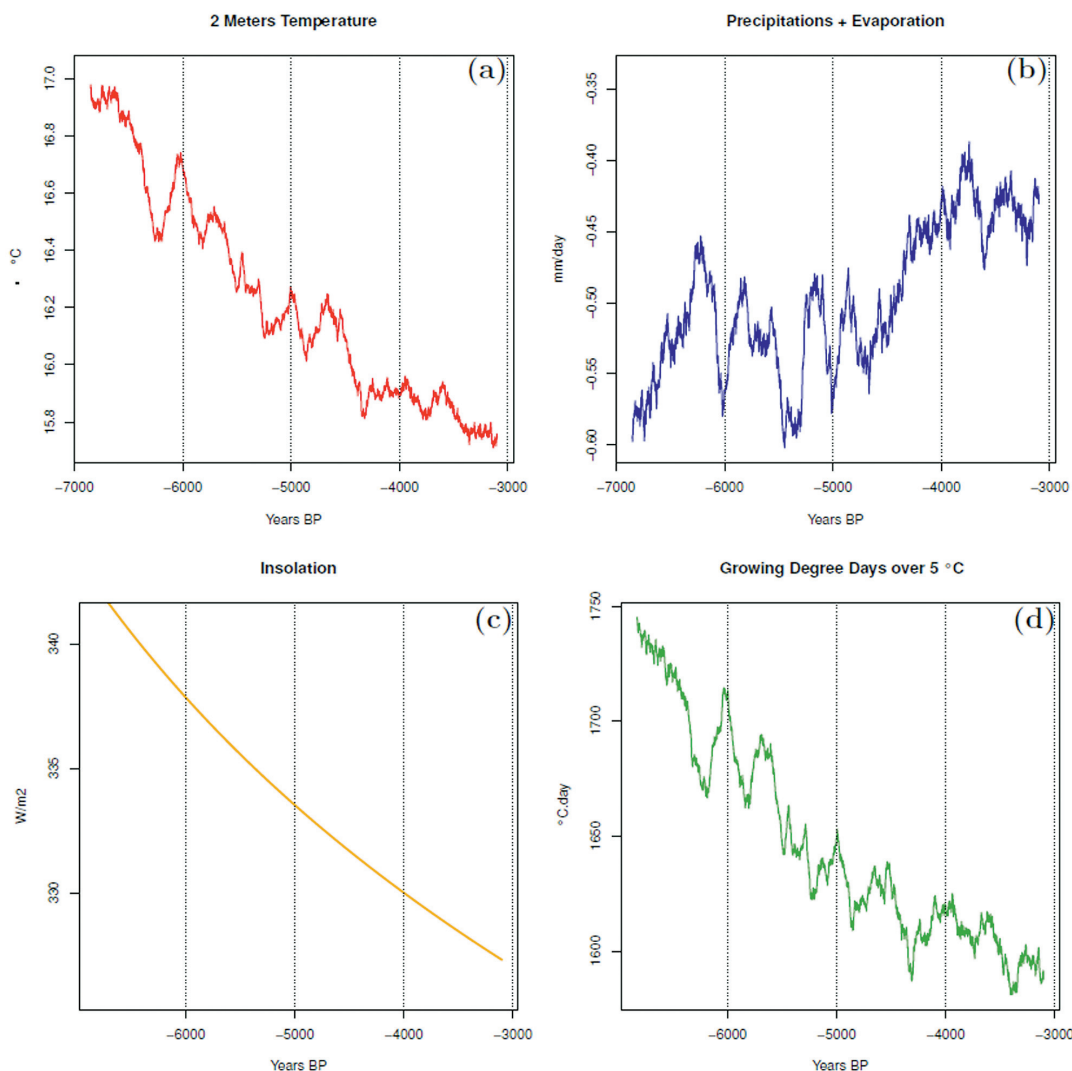 2 Meters Temperature
(a)
17.0
16.8
16.6
16.4
16.2
16.0
15.8
°C
−7000 −6000 −5000 −4000 −3000
Years BP
Precipitations + Evaporation
(b)
−0.35
−0.40
−0.45
−0.50
−0.55
−0.60
mm/day
−7000 −6000 −5000 −4000 −3000
Years BP
Insolation
(c)
340
335
330
W/m2
−6000 −5000 −4000 −3000
Years BP
Growing Degree Days over 5 °C
(d)
1750
1700
1650
1600
°C.day
−6000 −5000 −4000 −3000
Years BP